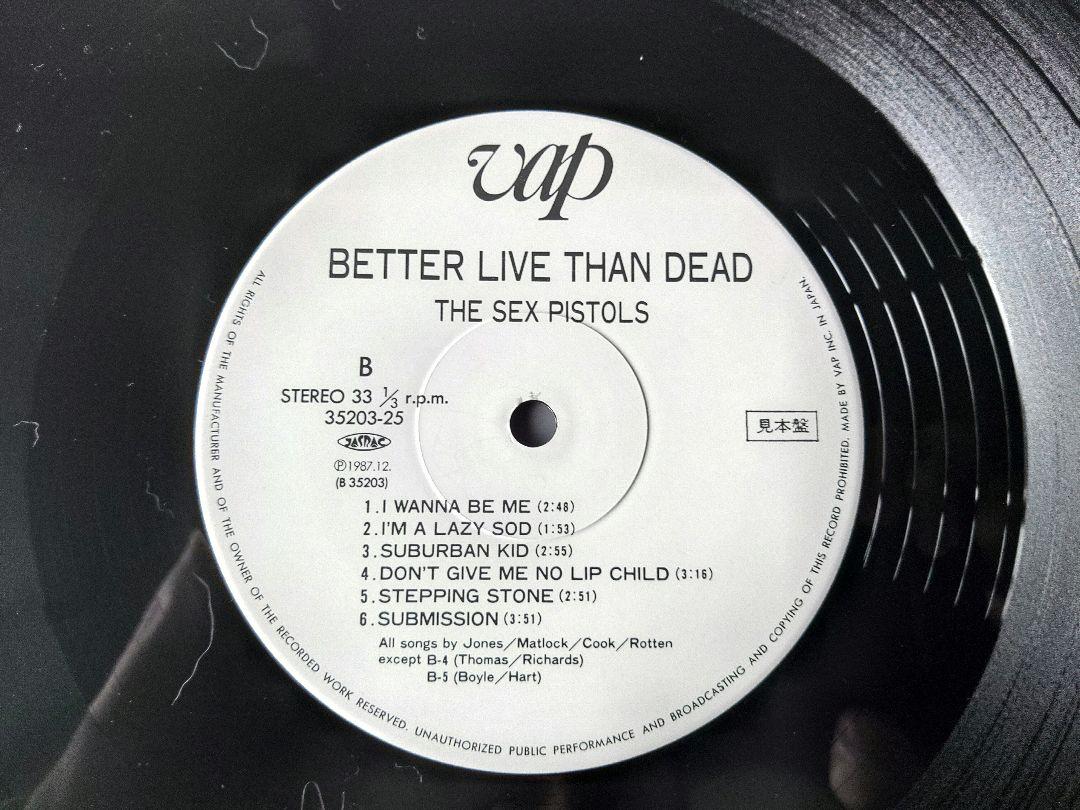 vap
BETTER LIVE THAN DEAD
THE SEX PISTOLS
B
STEREO 33 1/3 r.p.m.
35203-25
JASRAC
Ⓟ1987.12.
(B 35203)
見本盤
1.I WANNA BE ME (2:48)
2.I'M A LAZY SOD (1:53)
3.SUBURBAN KID (2:55)
4.DON'T GIVE ME NO LIP CHILD (3:16)
5.STEPPING STONE (2:51)
6.SUBMISSION (3:51)
All songs by Jones/Matlock/Cook/Rotten
except B-4 (Thomas/Richards)
B-5 (Boyle/Hart)
ALL RIGHTS OF THE MANUFACTURER AND OF THE OWNER OF THE RECORDED WORK RESERVED. UNAUTHORIZED PUBLIC PERFORMANCE AND BROADCASTING AND COPYING OF THIS RECORD PROHIBITED. MADE BY VAP INC. IN JAPAN.